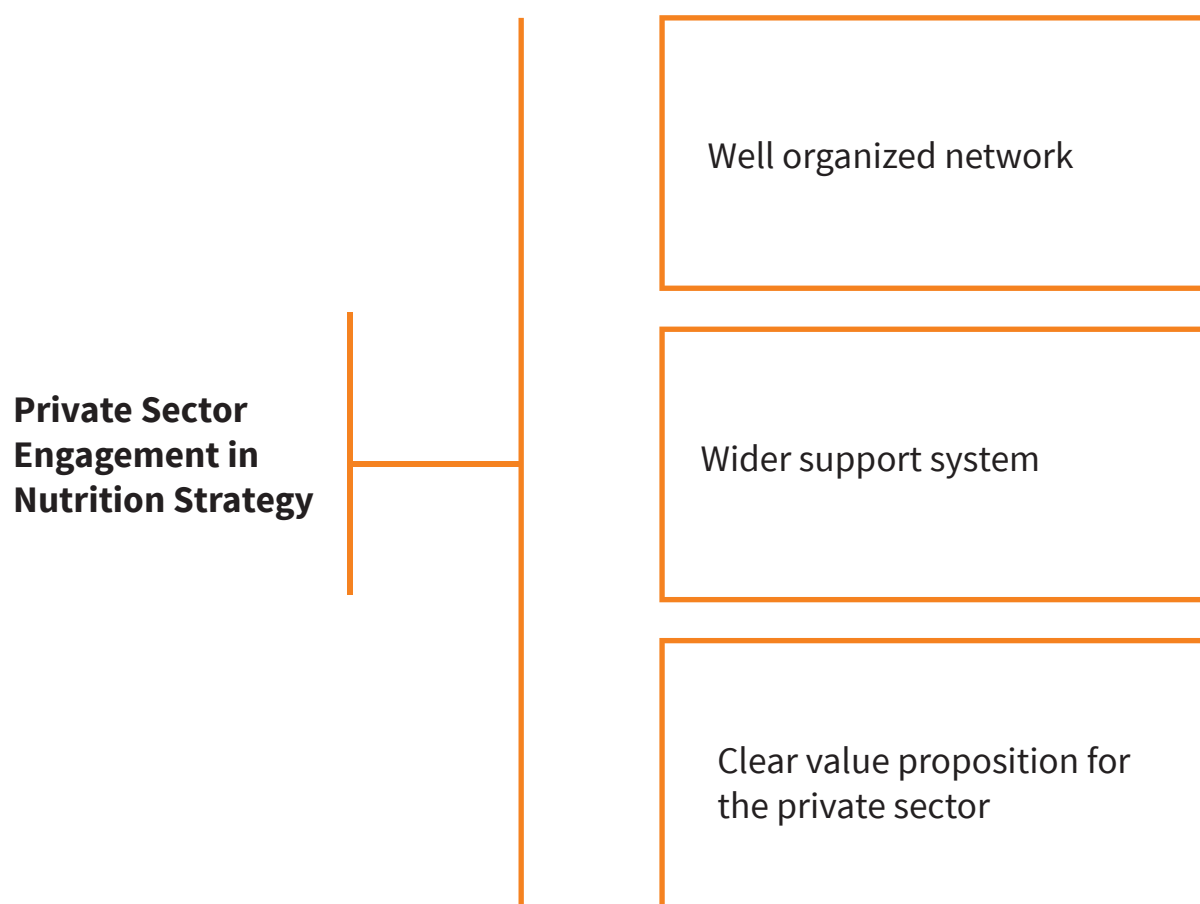 Private Sector
Engagement in
Nutrition Strategy
Well organized network
Wider support system
Clear value proposition for
the private sector